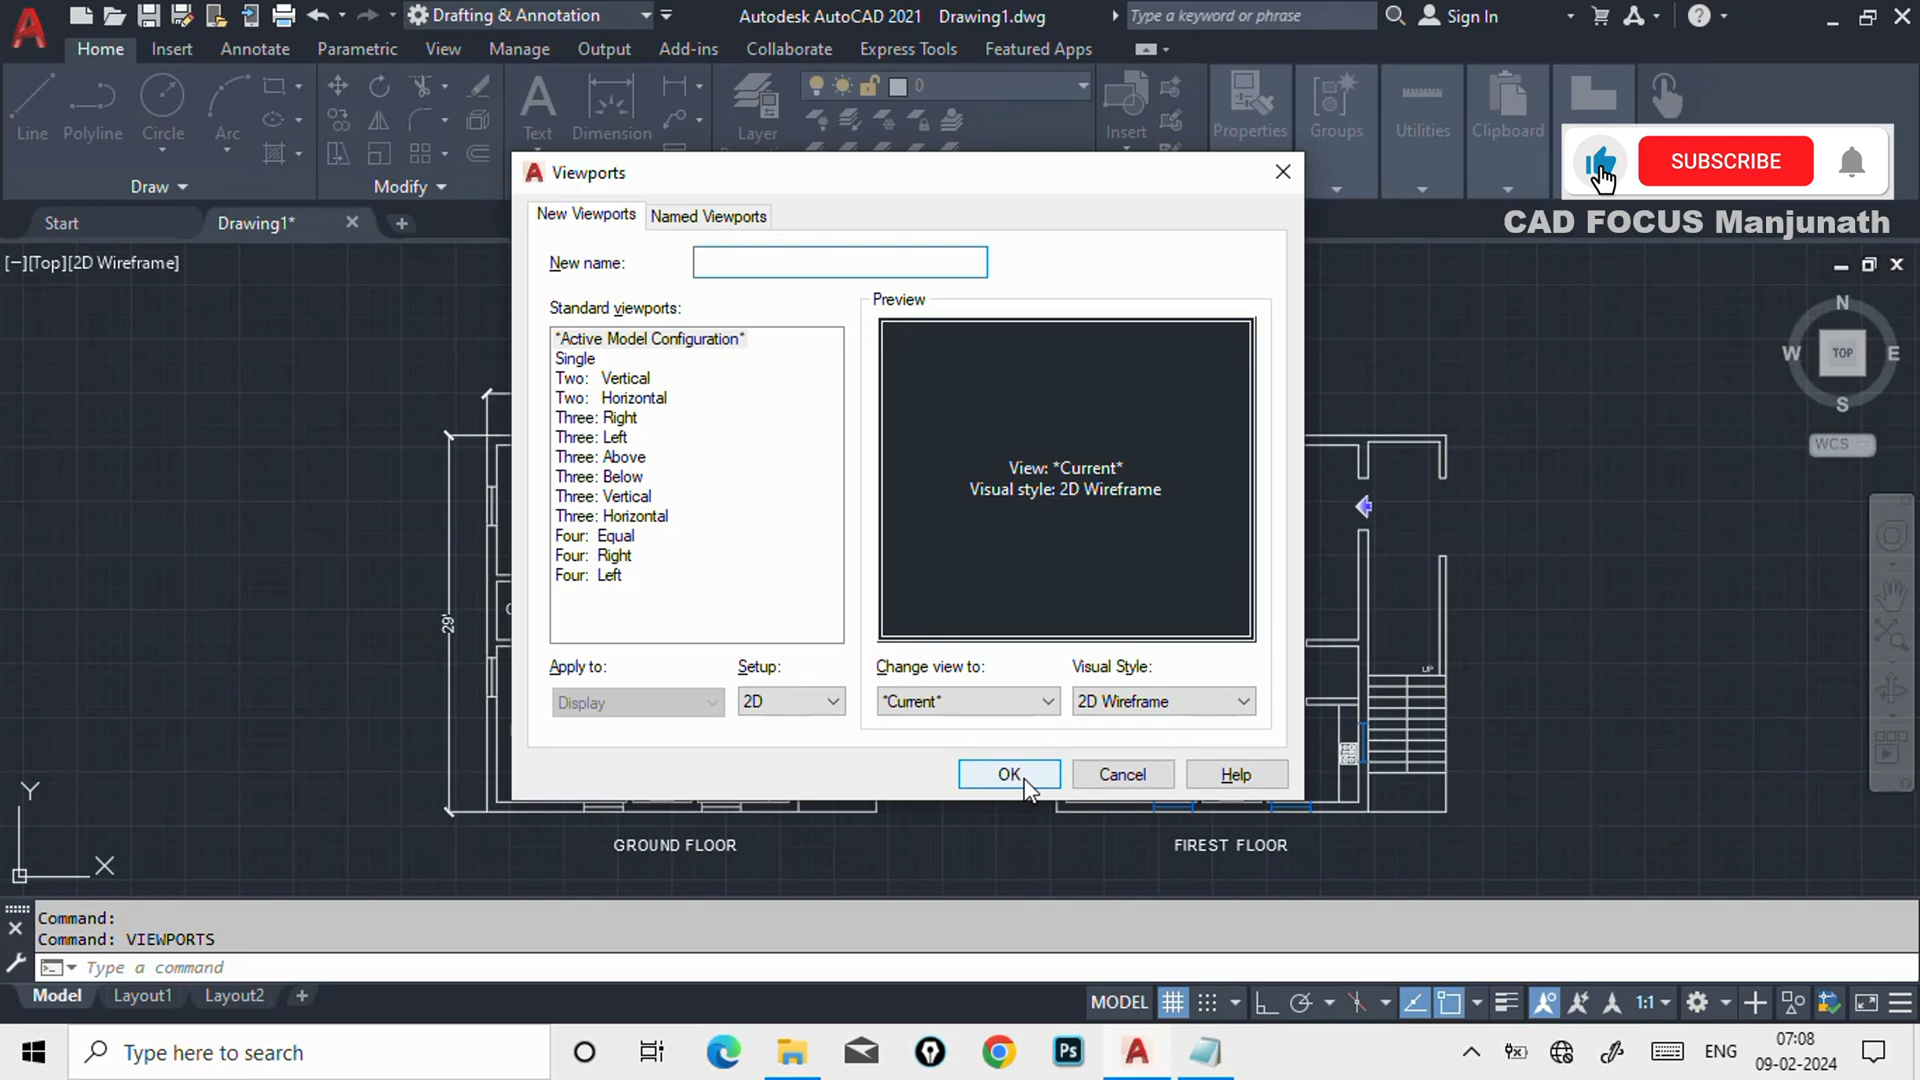 Drafting & Annotation
Autodesk AutoCAD 2021 Drawing1.dwg
Type a keyword or phrase
Sign In
Home Insert Annotate Parametric View Manage Output Add-ins Collaborate Express Tools Featured Apps
0
Line Polyline Circle Arc Text Dimension Layer Insert Properties Groups Utilities Clipboard
Draw Modify
SUBSCRIBE
CAD FOCUS Manjunath
Start Drawing1*
[−][Top][2D Wireframe]
Viewports
New Viewports Named Viewports
New name:
Standard viewports:
*Active Model Configuration*
Single
Two: Vertical
Two: Horizontal
Three: Right
Three: Left
Three: Above
Three: Below
Three: Vertical
Three: Horizontal
Four: Equal
Four: Right
Four: Left
Preview
View: *Current*
Visual style: 2D Wireframe
Apply to: Setup: Change view to: Visual Style:
Display 2D *Current* 2D Wireframe
OK Cancel Help
N
W TOP E
S
WCS
29'
UP
Y
X
GROUND FLOOR FIREST FLOOR
Command:
Command: VIEWPORTS
Type a command
Model Layout1 Layout2
MODEL 1:1
Type here to search
Ps
ENG
07:08
09-02-2024